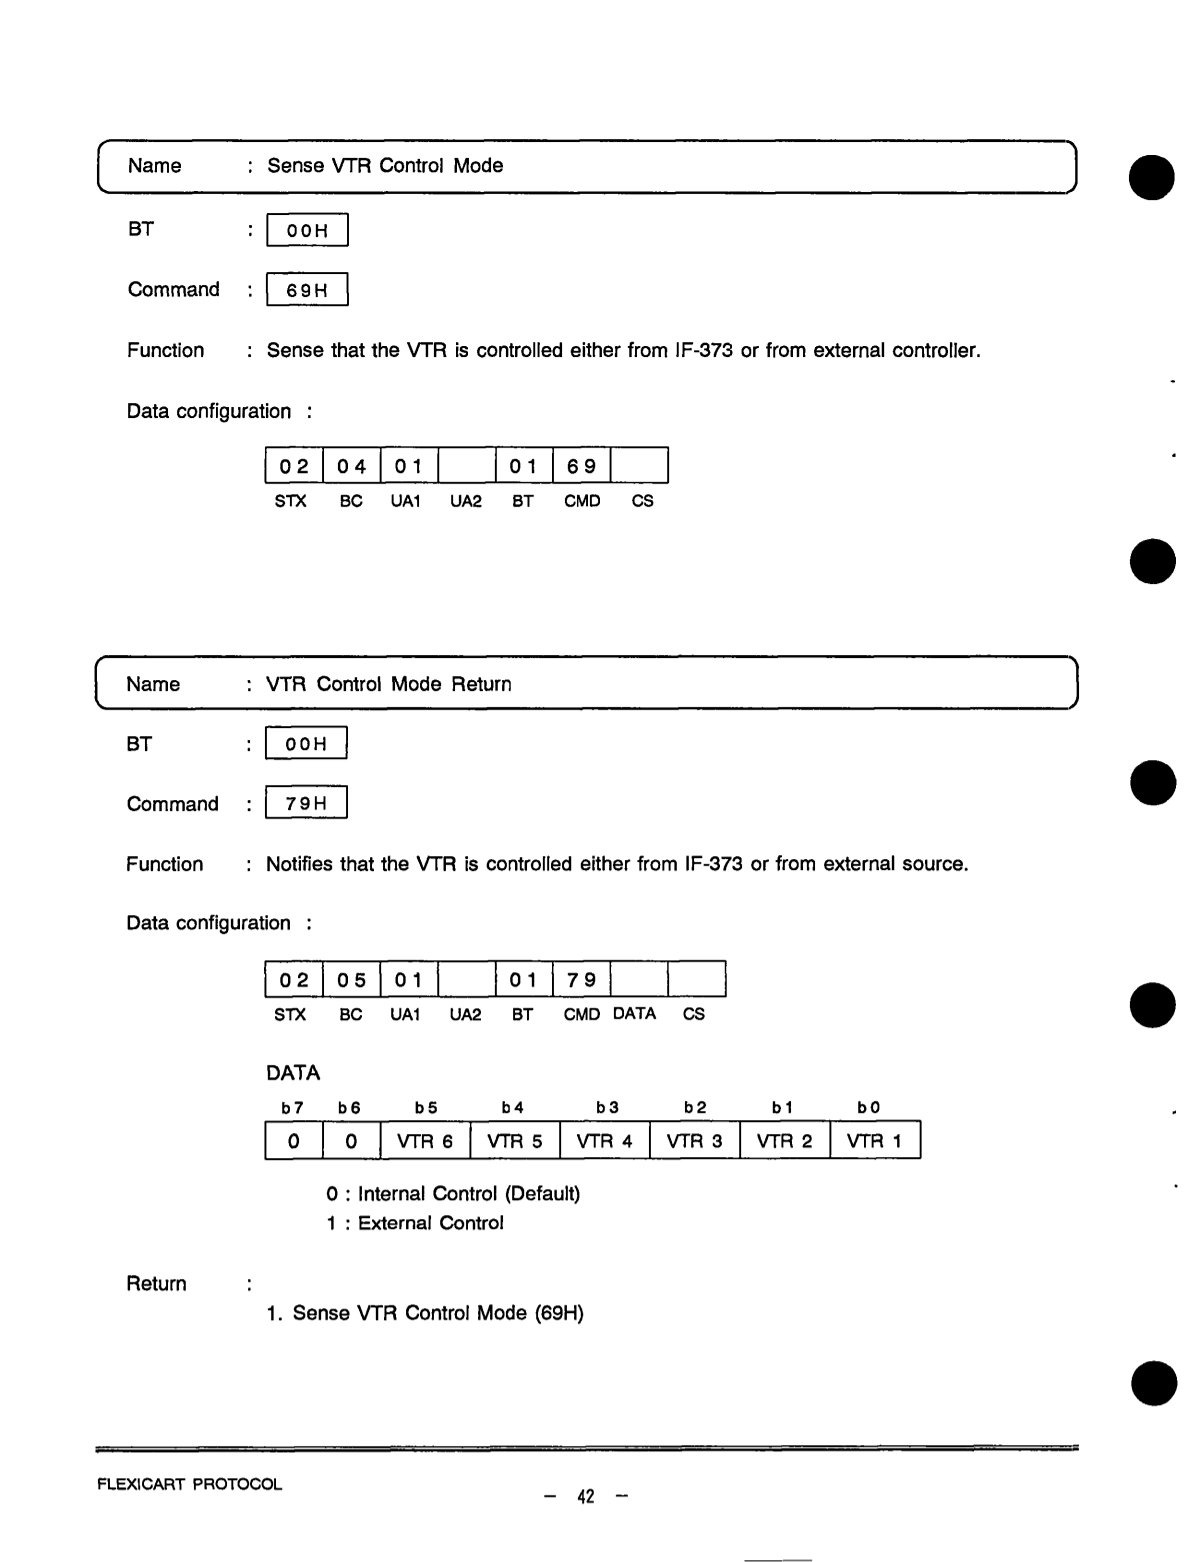 Name : Sense VTR Control Mode
BT : 00H
Command : 69H
Function : Sense that the VTR is controlled either from IF-373 or from external controller.
Data configuration :
02 04 01 01 69
STX BC UA1 UA2 BT CMD CS
Name : VTR Control Mode Return
BT : 00H
Command : 79H
Function : Notifies that the VTR is controlled either from IF-373 or from external source.
Data configuration :
02 05 01 01 79
STX BC UA1 UA2 BT CMD DATA CS
DATA
b7 b6 b5 b4 b3 b2 b1 b0
0 0 VTR 6 VTR 5 VTR 4 VTR 3 VTR 2 VTR 1
0 : Internal Control (Default)
1 : External Control
Return :
1. Sense VTR Control Mode (69H)
FLEXICART PROTOCOL
— 42 —